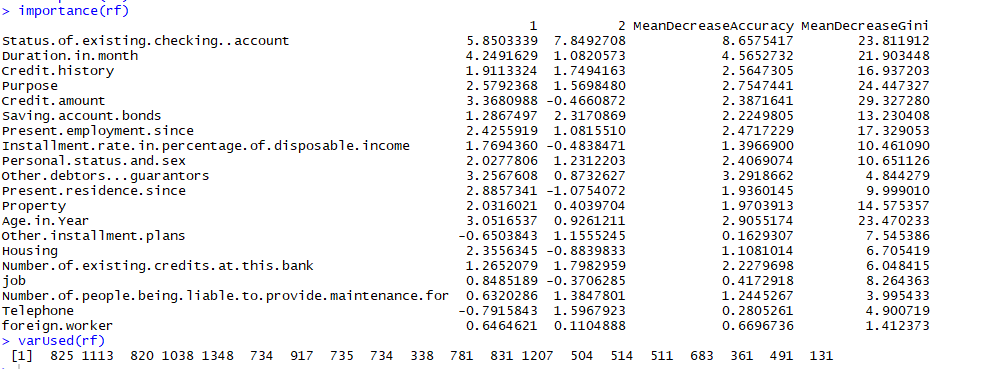 > importance(rf)
1 2 MeanDecreaseAccuracy MeanDecreaseGini
Status.of.existing.checking..account 5.8503339 7.8492708 8.6575417 23.811912
Duration.in.month 4.2491629 1.0820573 4.5652732 21.903448
Credit.history 1.9113324 1.7494163 2.5647305 16.937203
Purpose 2.5792368 1.5698480 2.7547441 24.447327
Credit.amount 3.3680988 -0.4660872 2.3871641 29.327280
Saving.account.bonds 1.2867497 2.3170869 2.2249805 13.230408
Present.employment.since 2.4255919 1.0815510 2.4717229 17.329053
Installment.rate.in.percentage.of.disposable.income 1.7694360 -0.4838471 1.3966900 10.461090
Personal.status.and.sex 2.0277806 1.2312203 2.4069074 10.651126
Other.debtors...guarantors 3.2567608 0.8732627 3.2918662 4.844279
Present.residence.since 2.8857341 -1.0754072 1.9360145 9.999010
Property 2.0316021 0.4039704 1.9703913 14.575357
Age.in.Year 3.0516537 0.9261211 2.9055174 23.470233
Other.installment.plans -0.6503843 1.1555245 0.1629307 7.545386
Housing 2.3556345 -0.8839833 1.1081014 6.705419
Number.of.existing.credits.at.this.bank 1.2652079 1.7982959 2.2279698 6.048415
job 0.8485189 -0.3706285 0.4172918 8.264363
Number.of.people.being.liable.to.provide.maintenance.for 0.6320286 1.3847801 1.2445267 3.995433
Telephone -0.7915843 1.5967923 0.2805261 4.900719
foreign.worker 0.6464621 0.1104888 0.6696736 1.412373
> varUsed(rf)
[1] 825 1113 820 1038 1348 734 917 735 734 338 781 831 1207 504 514 511 683 361 491 131